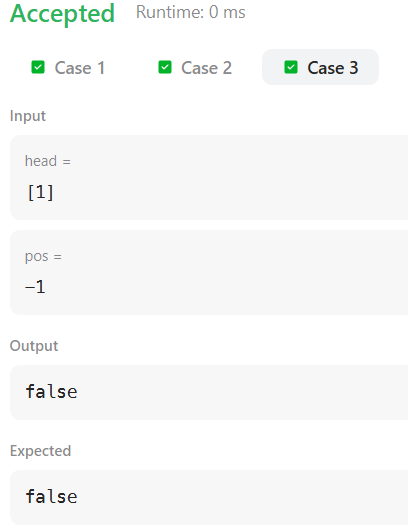 Accepted Runtime: 0 ms
Case 1 Case 2 Case 3
Input
head =
[1]
pos =
-1
Output
false
Expected
false